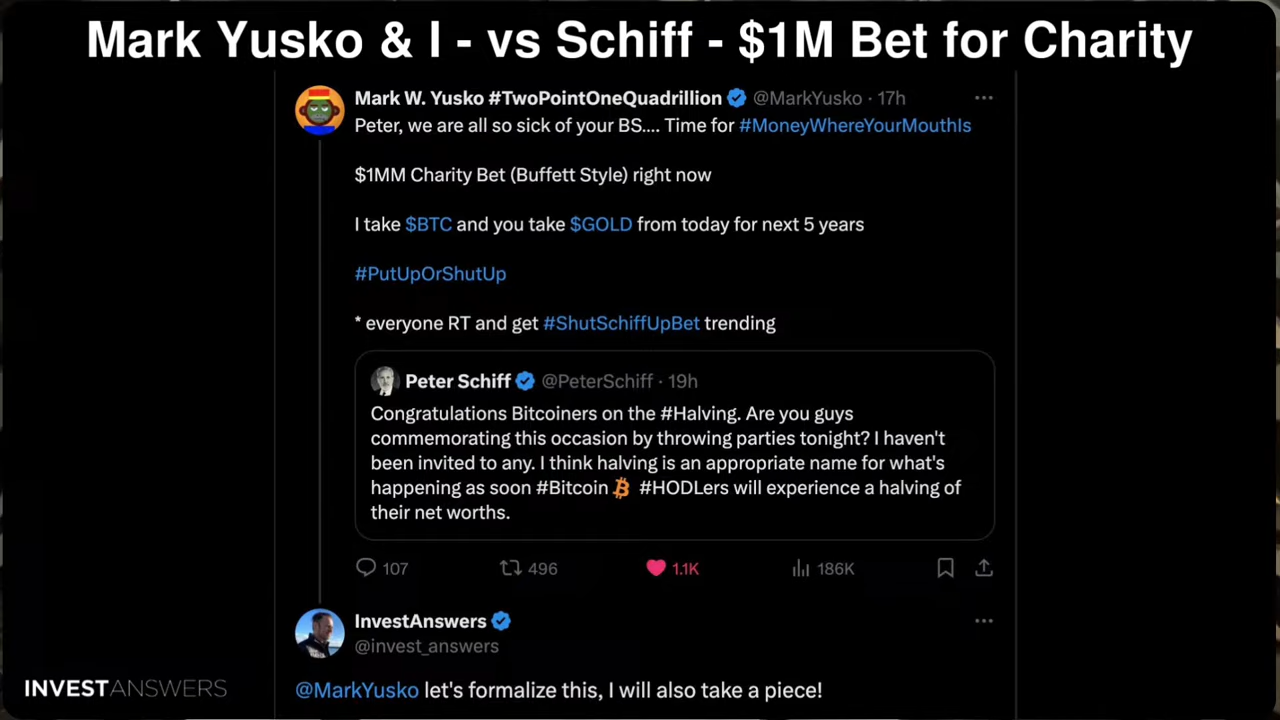 Mark Yusko & I - vs Schiff - $1M Bet for Charity
Mark W. Yusko #TwoPointOneQuadrillion @MarkYusko · 17h
Peter, we are all so sick of your BS.... Time for #MoneyWhereYourMouthIs
$1MM Charity Bet (Buffett Style) right now
I take $BTC and you take $GOLD from today for next 5 years
#PutUpOrShutUp
* everyone RT and get #ShutSchiffUpBet trending
Peter Schiff @PeterSchiff · 19h
Congratulations Bitcoiners on the #Halving. Are you guys
commemorating this occasion by throwing parties tonight? I haven't
been invited to any. I think halving is an appropriate name for what's
happening as soon #Bitcoin #HODLers will experience a halving of
their net worths.
107 496 1.1K 186K
InvestAnswers
@invest_answers
@MarkYusko let's formalize this, I will also take a piece!
INVESTANSWERS